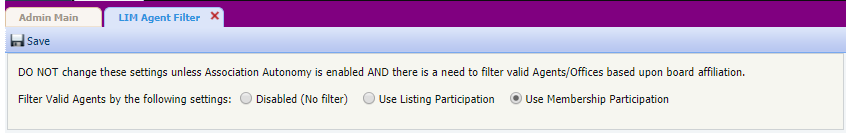 Admin Main LIM Agent Filter
Save
DO NOT change these settings unless Association Autonomy is enabled AND there is a need to filter valid Agents/Offices based upon board affiliation.
Filter Valid Agents by the following settings: Disabled (No filter) Use Listing Participation Use Membership Participation